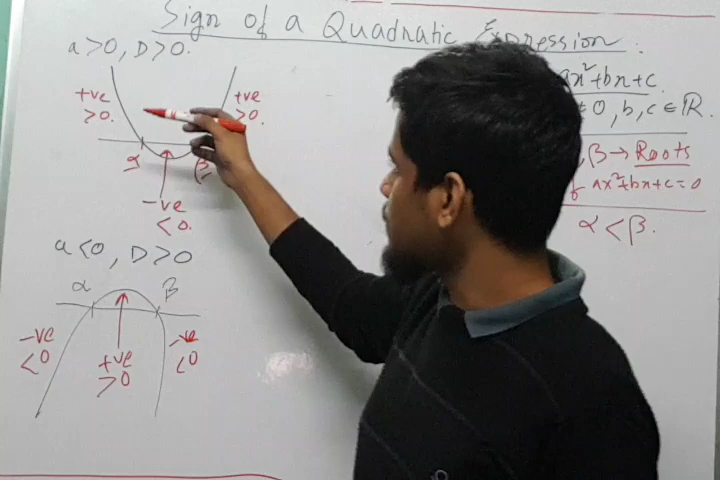 Sign of a Quadratic Expression.
a>0, D>0.
ax²+bx+c.
≠ 0, b, c ∈ ℝ.
+ve
>0.
+ve
>0.
α
β
-ve
<0.
β → Roots
of ax²+bx+c=0
α<β.
a<0, D>0
α
β
-ve
<0
+ve
>0
-ve
<0